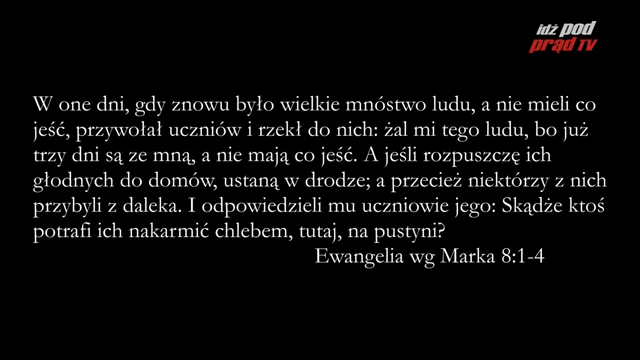 idź pod
prąd TV
W one dni, gdy znowu było wielkie mnóstwo ludu, a nie mieli co
jeść, przywołał uczniów i rzekł do nich: żal mi tego ludu, bo już
trzy dni są ze mną, a nie mają co jeść. A jeśli rozpuszczę ich
głodnych do domów, ustaną w drodze; a przecież niektórzy z nich
przybyli z daleka. I odpowiedzieli mu uczniowie jego: Skądże ktoś
potrafi ich nakarmić chlebem, tutaj, na pustyni?
Ewangelia wg Marka 8:1-4